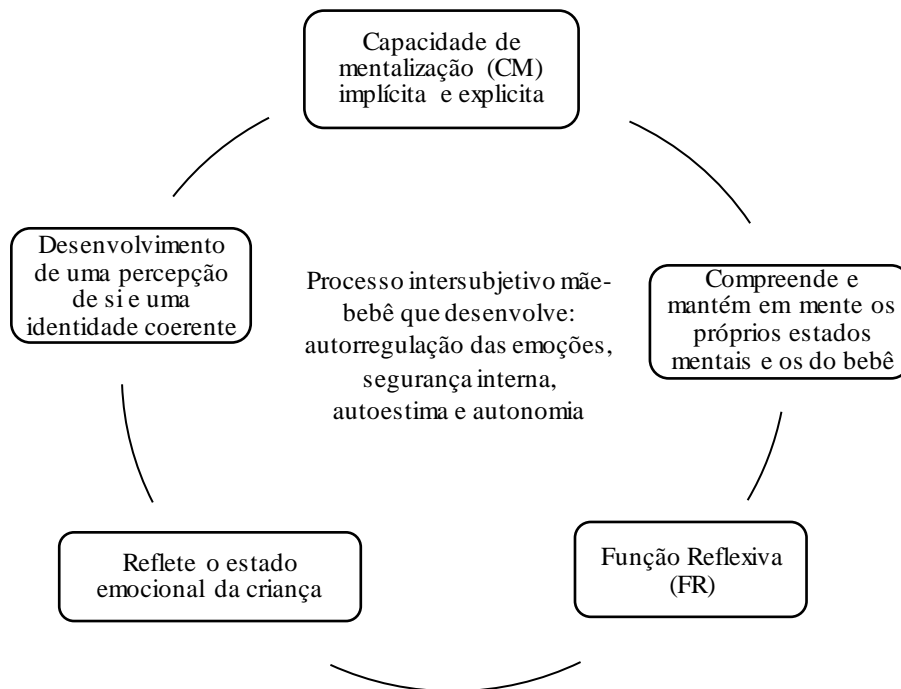 Capacidade de
mentalização (CM)
implícita e explicita
Desenvolvimento
de uma percepção
de si e uma
identidade coerente
Processo intersubjetivo mãe-
bebê que desenvolve:
autorregulação das emoções,
segurança interna,
autoestima e autonomia
Compreende e
mantém em mente os
próprios estados
mentais e os do bebê
Reflete o estado
emocional da criança
Função Reflexiva
(FR)